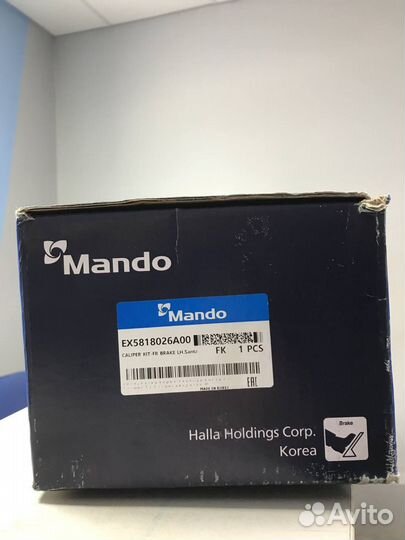 Mando
Mando
EX5818026A00
CALIPER KIT-FR BRAKE LH.Santa
FK 1 PCS
EAC
MADE IN KOREA
Brake
Halla Holdings Corp.
Korea
Avito